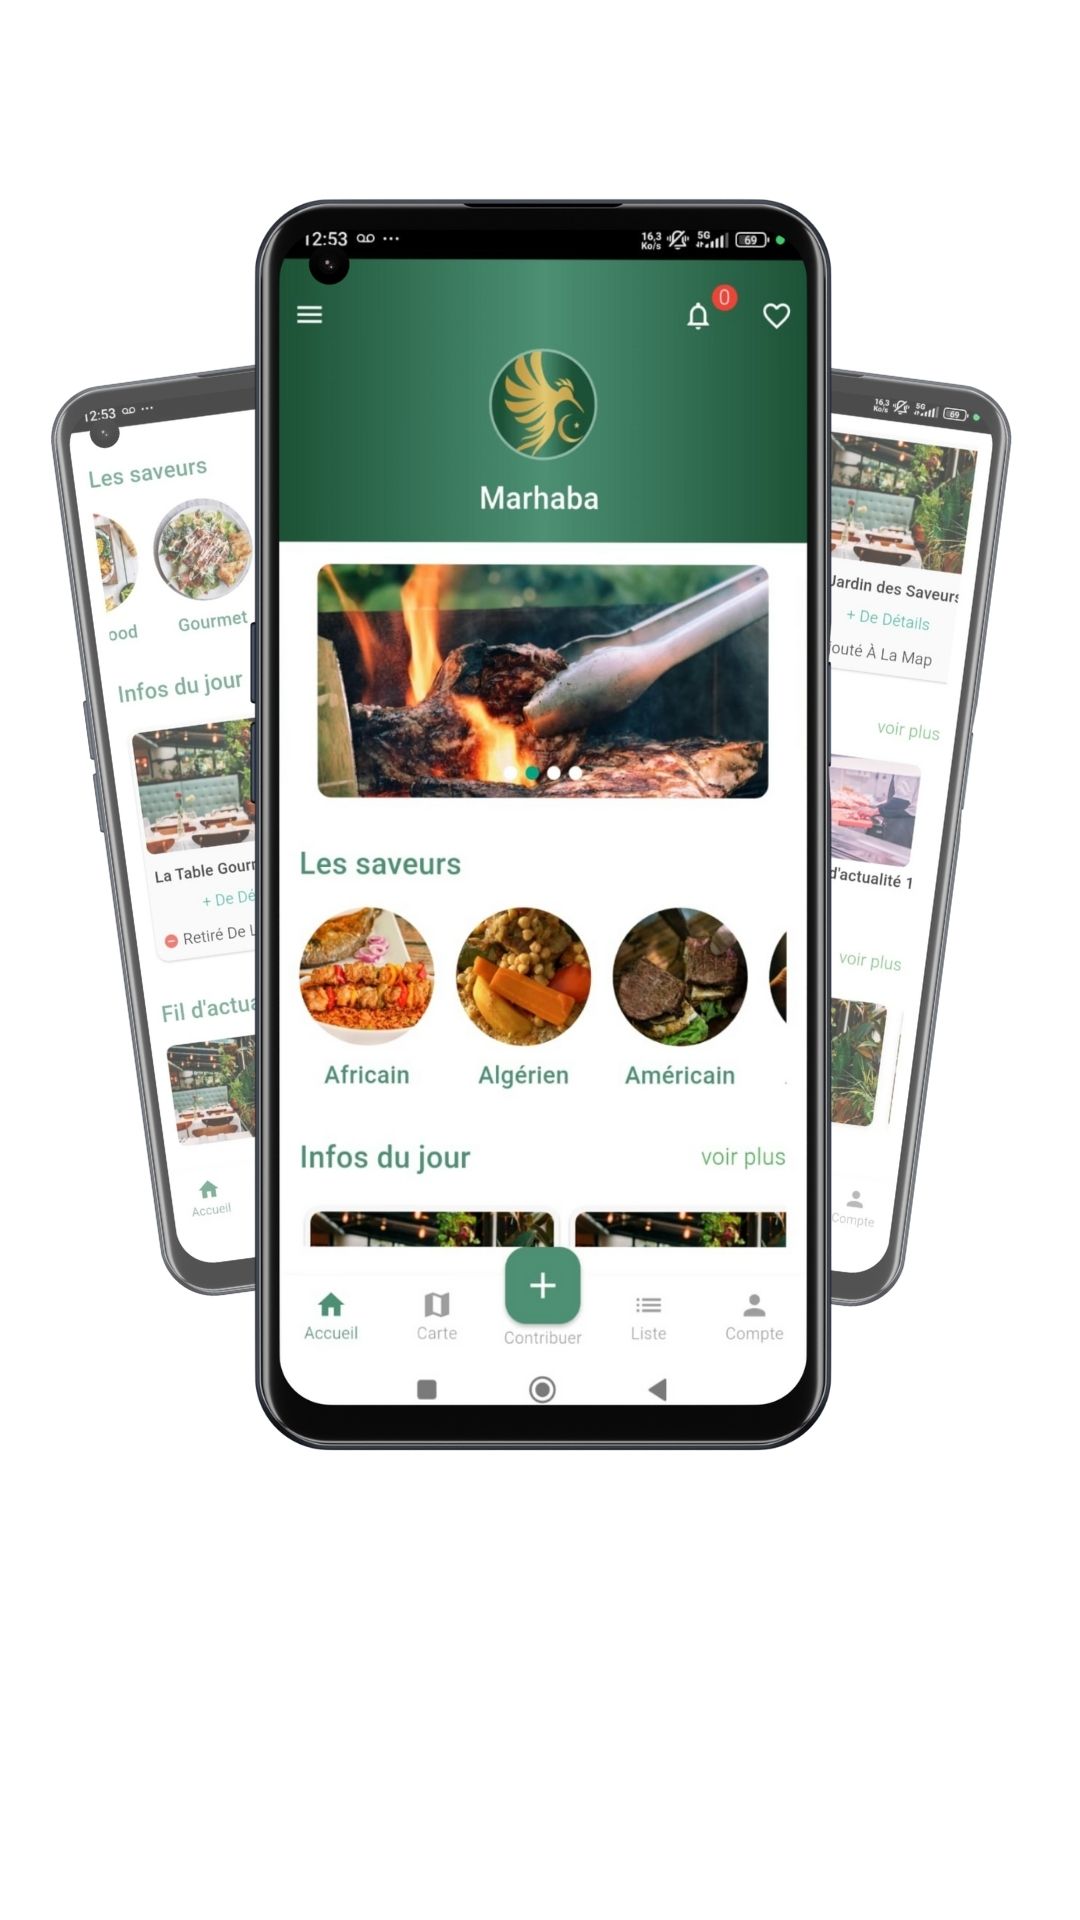 12:53
16,3
Ko/s
5G
69
0
Marhaba
Les saveurs
Africain
Algérien
Américain
Infos du jour
voir plus
Accueil
Carte
Contribuer
Liste
Compte
12:53
Les saveurs
ood
Gourmet
Infos du jour
La Table Gourr
+ De Dé
Retiré De L
Fil d'actua
Accueil
16,3
Ko/s
5G
69
Jardin des Saveurs
+ De Détails
jouté À La Map
voir plus
d'actualité 1
voir plus
Compte